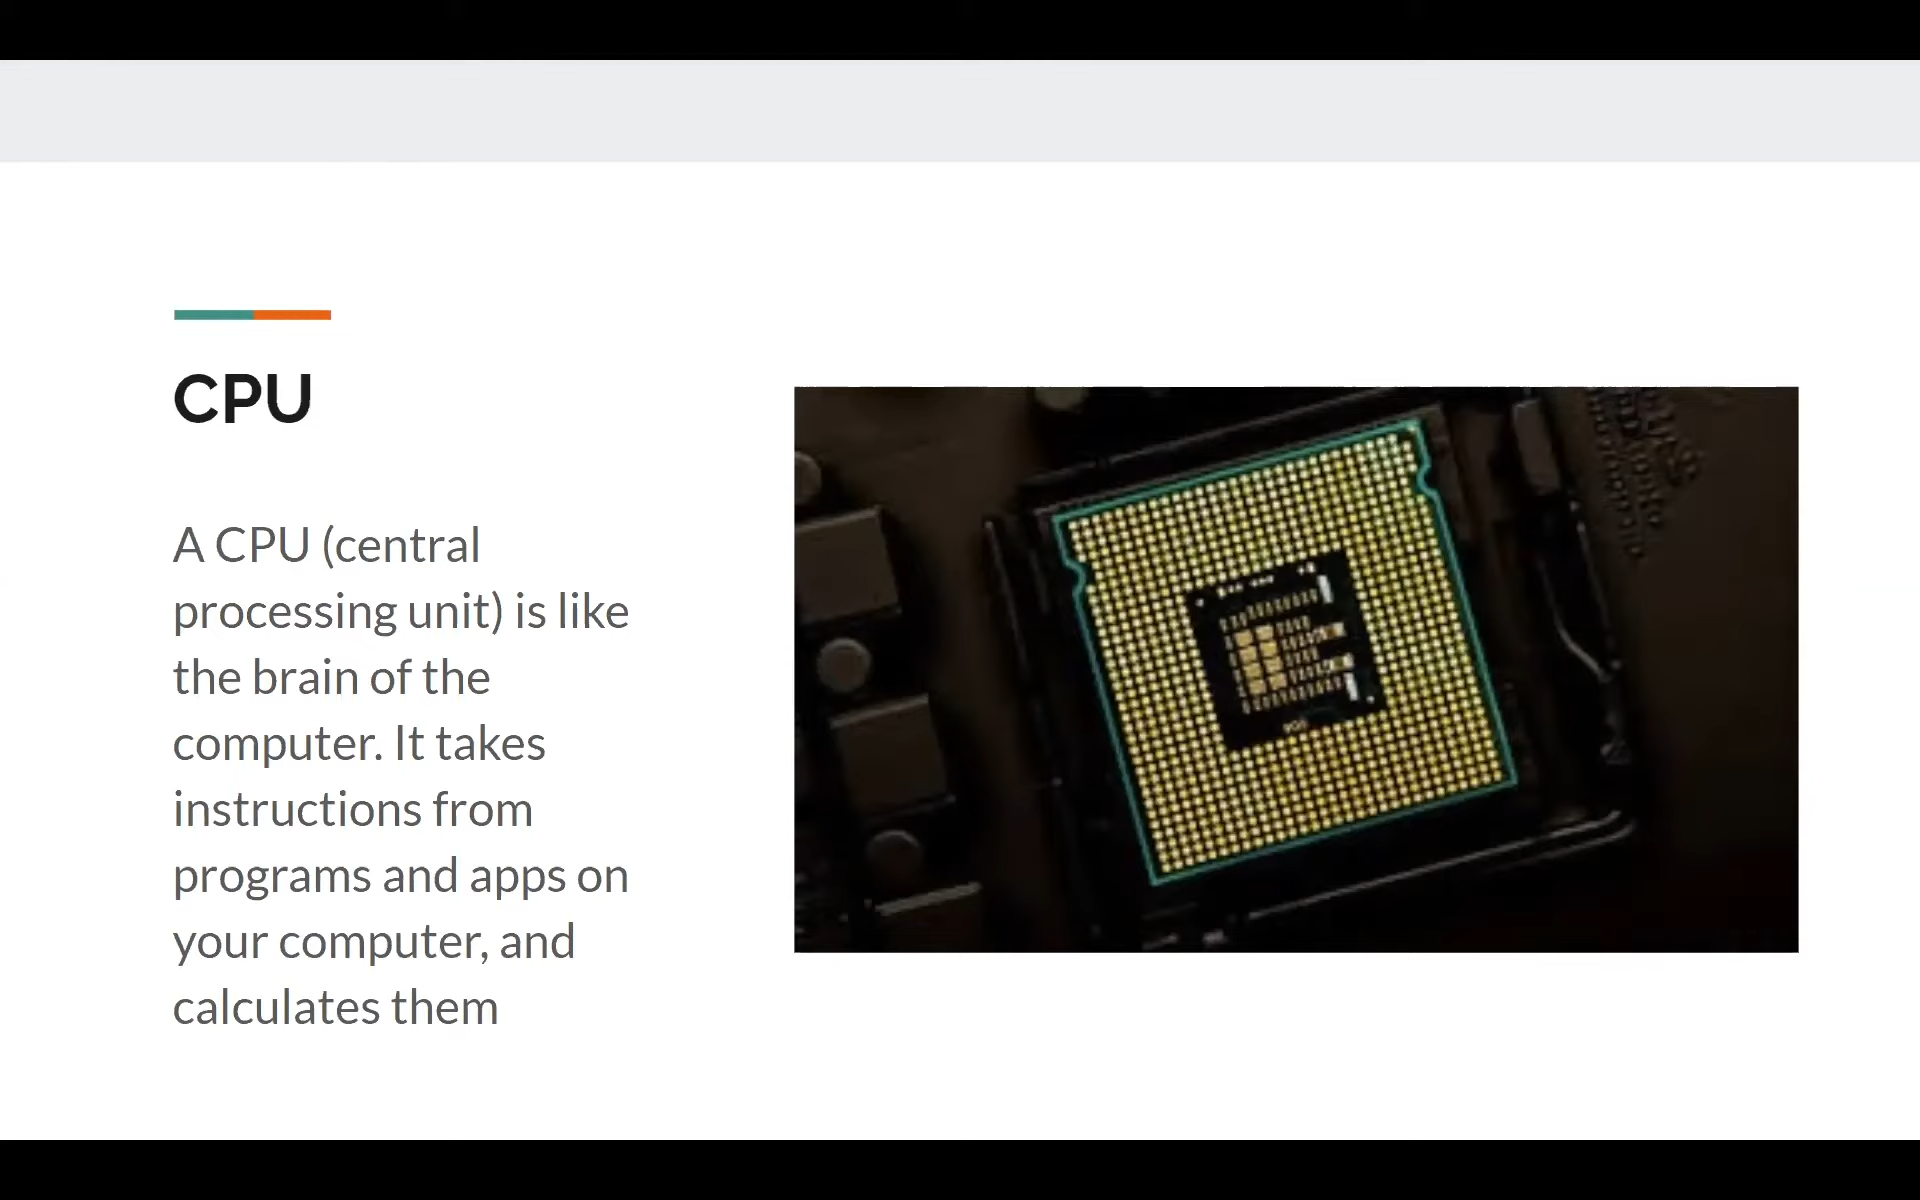 CPU
A CPU (central
processing unit) is like
the brain of the
computer. It takes
instructions from
programs and apps on
your computer, and
calculates them